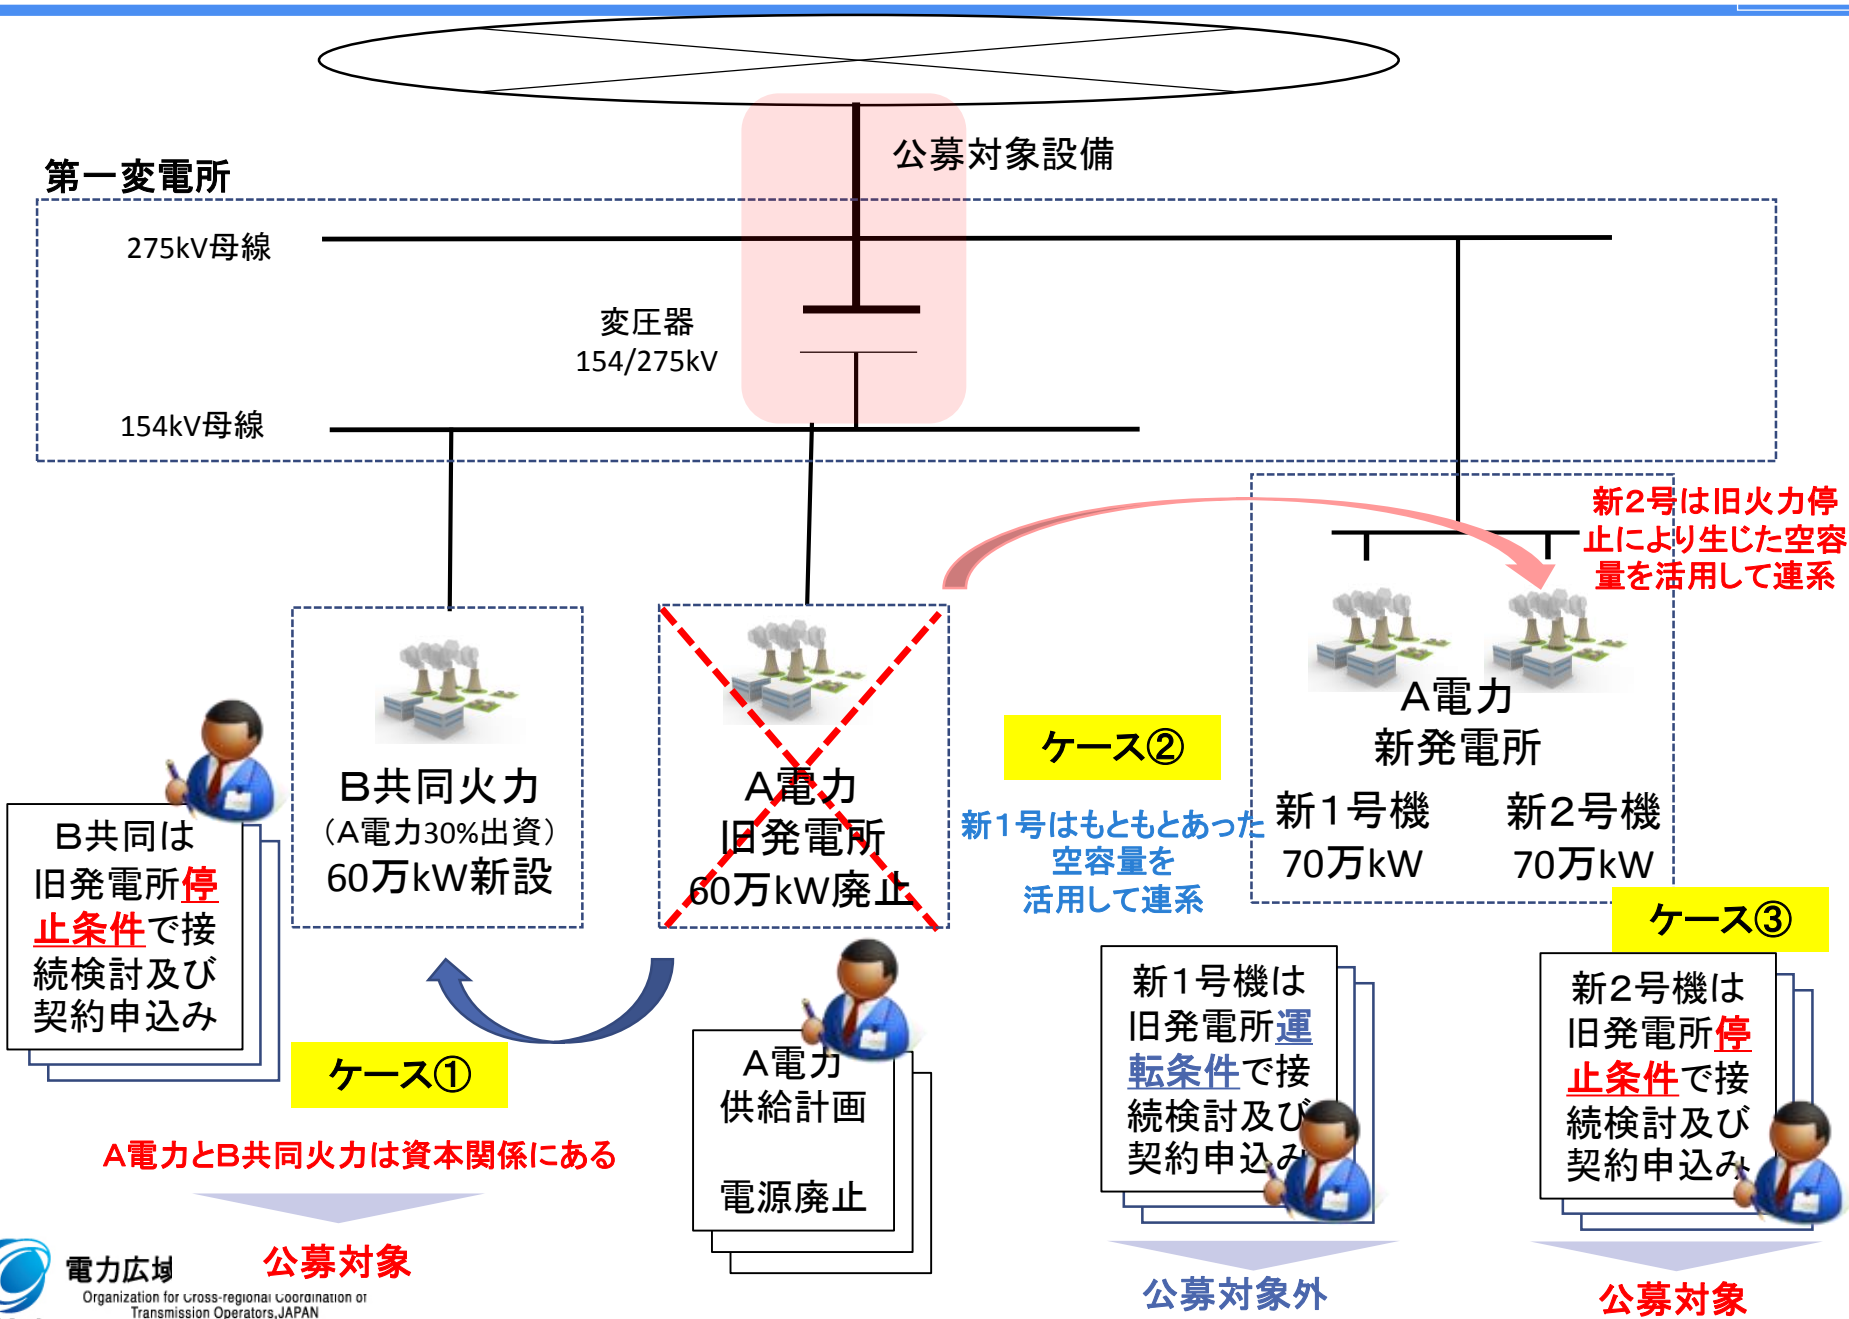 公募対象設備
第一変電所
275kV母線
変圧器
154/275kV
154kV母線
新２号は旧火力停
止により生じた空容
量を活用して連系
Ｂ共同火力
（Ａ電力30%出資）
60万kW新設
Ａ電力
旧発電所
60万kW廃止
ケース②
新１号はもともとあった
空容量を
活用して連系
Ａ電力
新発電所
新１号機
70万kW
新２号機
70万kW
Ｂ共同は
旧発電所停
止条件で接
続検討及び
契約申込み
ケース①
Ａ電力とＢ共同火力は資本関係にある
公募対象
Ａ電力
供給計画
電源廃止
新１号機は
旧発電所運
転条件で接
続検討及び
契約申込み
公募対象外
ケース③
新２号機は
旧発電所停
止条件で接
続検討及び
契約申込み
公募対象
電力広域
Organization for Cross-regional Coordination of
Transmission Operators,JAPAN